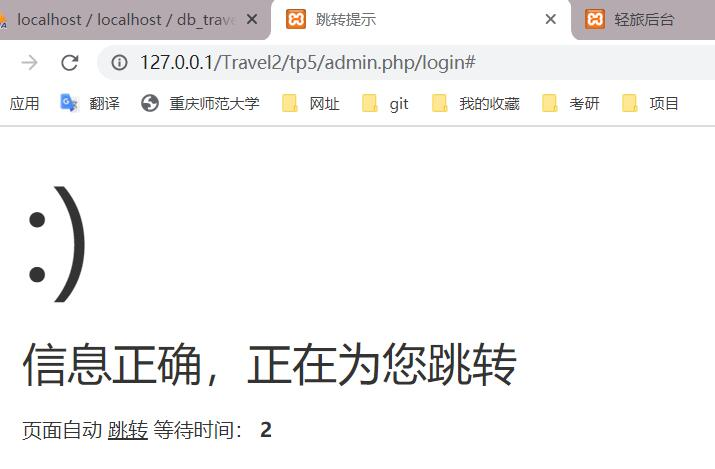 localhost / localhost / db_trave
跳转提示
轻旅后台
127.0.0.1/Travel2/tp5/admin.php/login#
应用 翻译 重庆师范大学 网址 git 我的收藏 考研 项目
:)
信息正确，正在为您跳转
页面自动 跳转 等待时间： 2